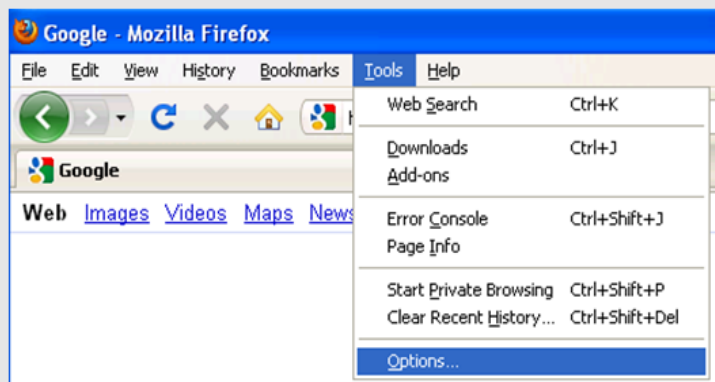 Google - Mozilla Firefox
File Edit View History Bookmarks Tools Help
Web Search Ctrl+K
Downloads Ctrl+J
Google
Add-ons
Web Images Videos Maps News
Error Console Ctrl+Shift+J
Page Info
Start Private Browsing Ctrl+Shift+P
Clear Recent History... Ctrl+Shift+Del
Options...